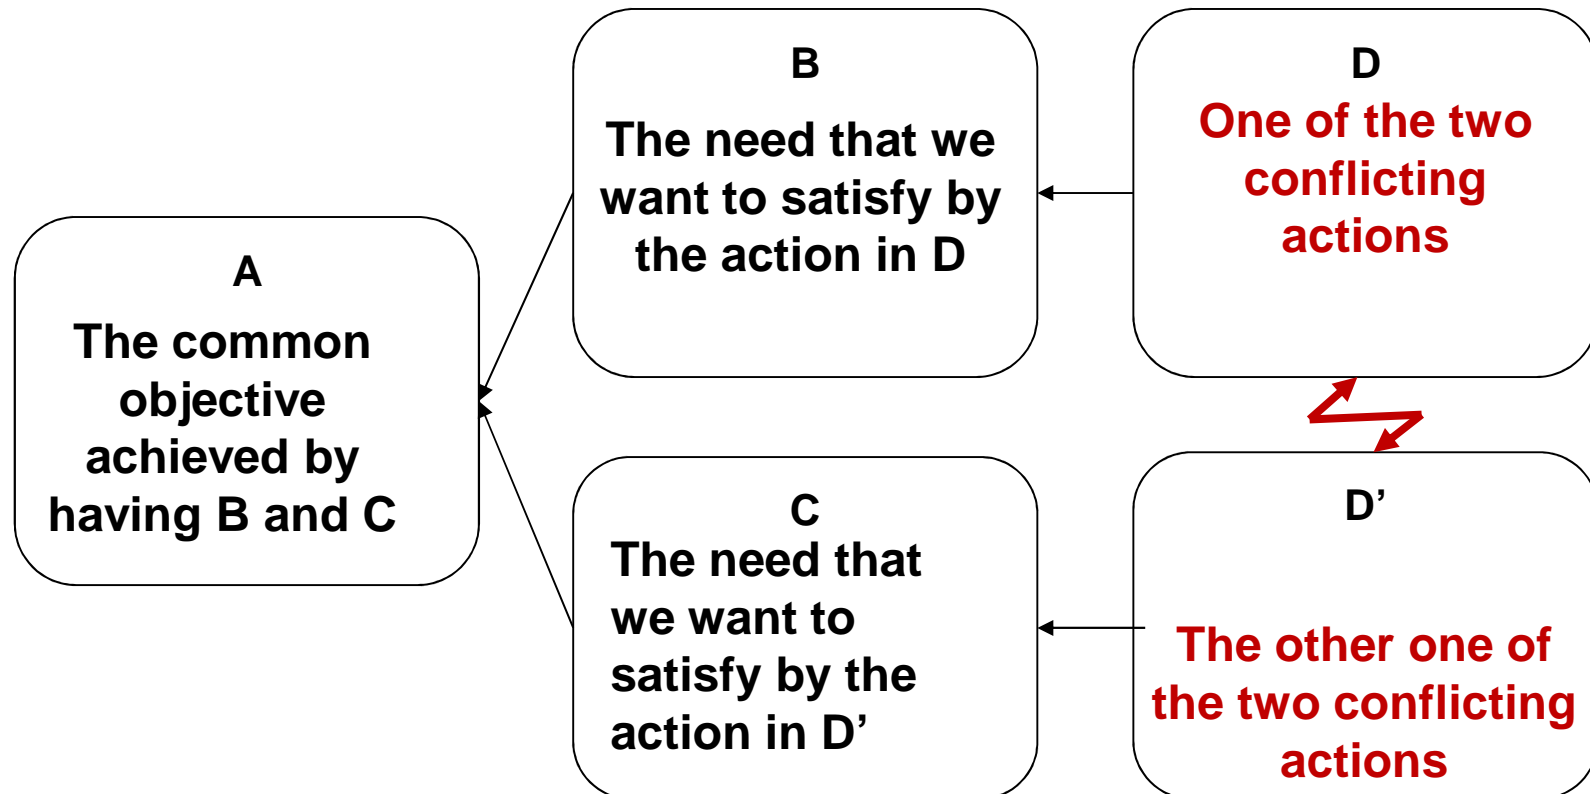 A
The common
objective
achieved by
having B and C
B
The need that we
want to satisfy by
the action in D
C
The need that
we want to
satisfy by the
action in D’
D
One of the two
conflicting
actions
D’
The other one of
the two conflicting
actions